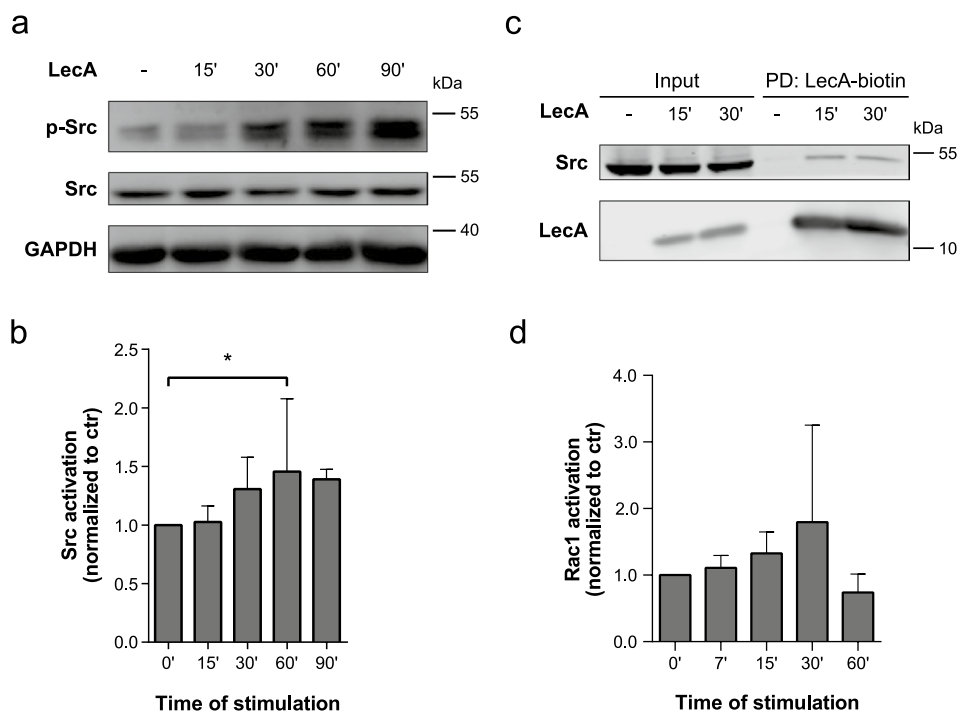 a
LecA - 15' 30' 60' 90' kDa
p-Src 55
Src 55
GAPDH 40
b
Src activation
(normalized to ctr)
2.5
2.0
1.5
1.0
0.5
0.0
*
0' 15' 30' 60' 90'
Time of stimulation
c
Input PD: LecA-biotin
LecA - 15' 30' - 15' 30' kDa
Src 55
LecA 10
d
Rac1 activation
(normalized to ctr)
4.0
3.0
2.0
1.0
0.0
0' 7' 15' 30' 60'
Time of stimulation